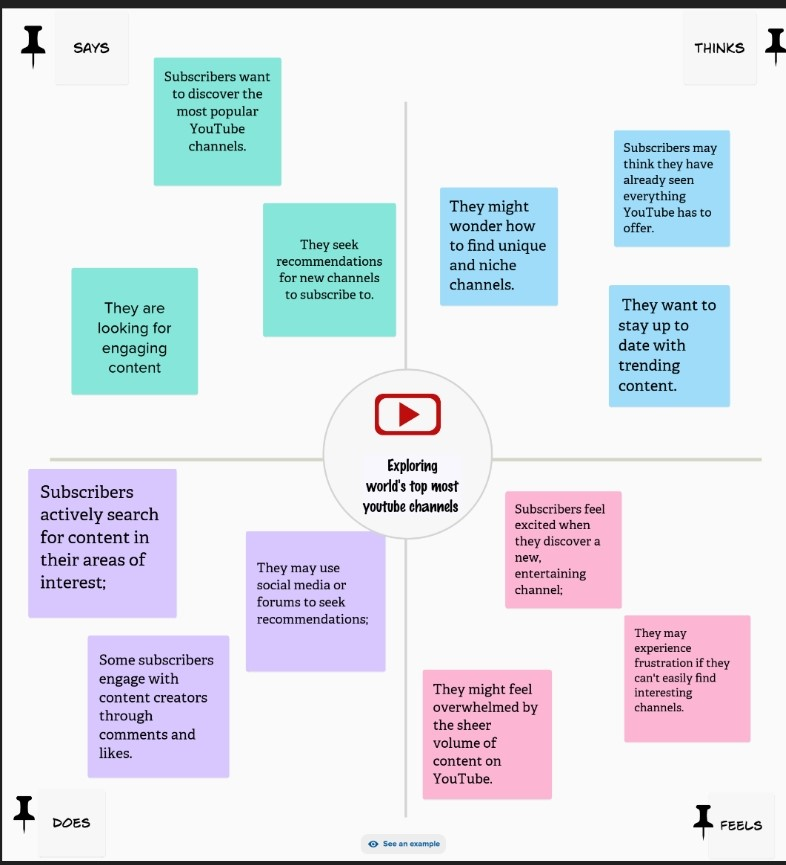 SAYS
THINKS
Subscribers want
to discover the
most popular
YouTube
channels.
They seek
recommendations
for new channels
to subscribe to.
They are
looking for
engaging
content
Subscribers may
think they have
already seen
everything
YouTube has to
offer.
They might
wonder how
to find unique
and niche
channels.
They want to
stay up to
date with
trending
content.
Exploring
world's top most
youtube channels
Subscribers
actively search
for content in
their areas of
interest;
They may use
social media or
forums to seek
recommendations;
Some subscribers
engage with
content creators
through
comments and
likes.
Subscribers feel
excited when
they discover a
new,
entertaining
channel;
They may
experience
frustration if they
can't easily find
interesting
channels.
They might feel
overwhelmed by
the sheer
volume of
content on
YouTube.
DOES
FEELS
See an example